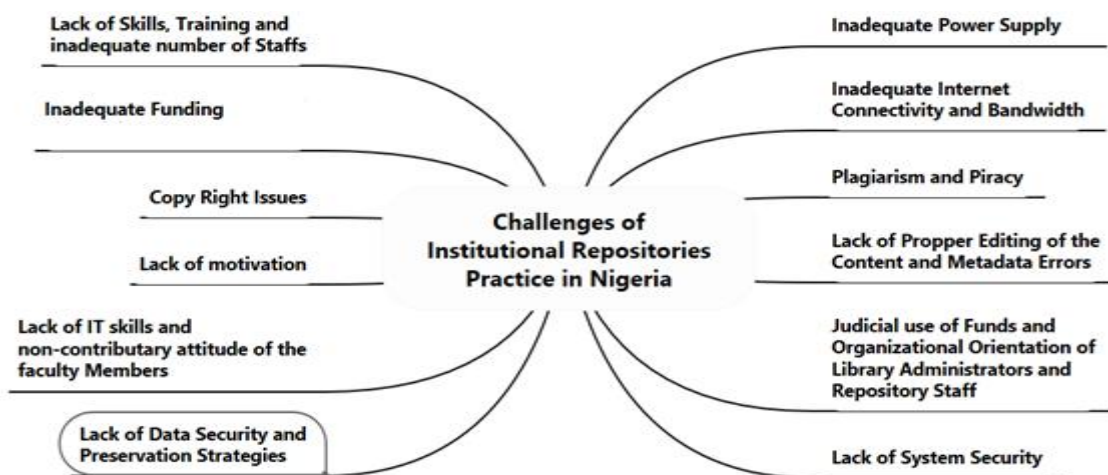 Lack of Skills, Training and
inadequate number of Staffs
Inadequate Funding
Copy Right Issues
Lack of motivation
Lack of IT skills and
non-contributary attitude of the
faculty Members
Lack of Data Security and
Preservation Strategies
Challenges of
Institutional Repositories
Practice in Nigeria
Inadequate Power Supply
Inadequate Internet
Connectivity and Bandwidth
Plagiarism and Piracy
Lack of Propper Editing of the
Content and Metadata Errors
Judicial use of Funds and
Organizational Orientation of
Library Administrators and
Repository Staff
Lack of System Security